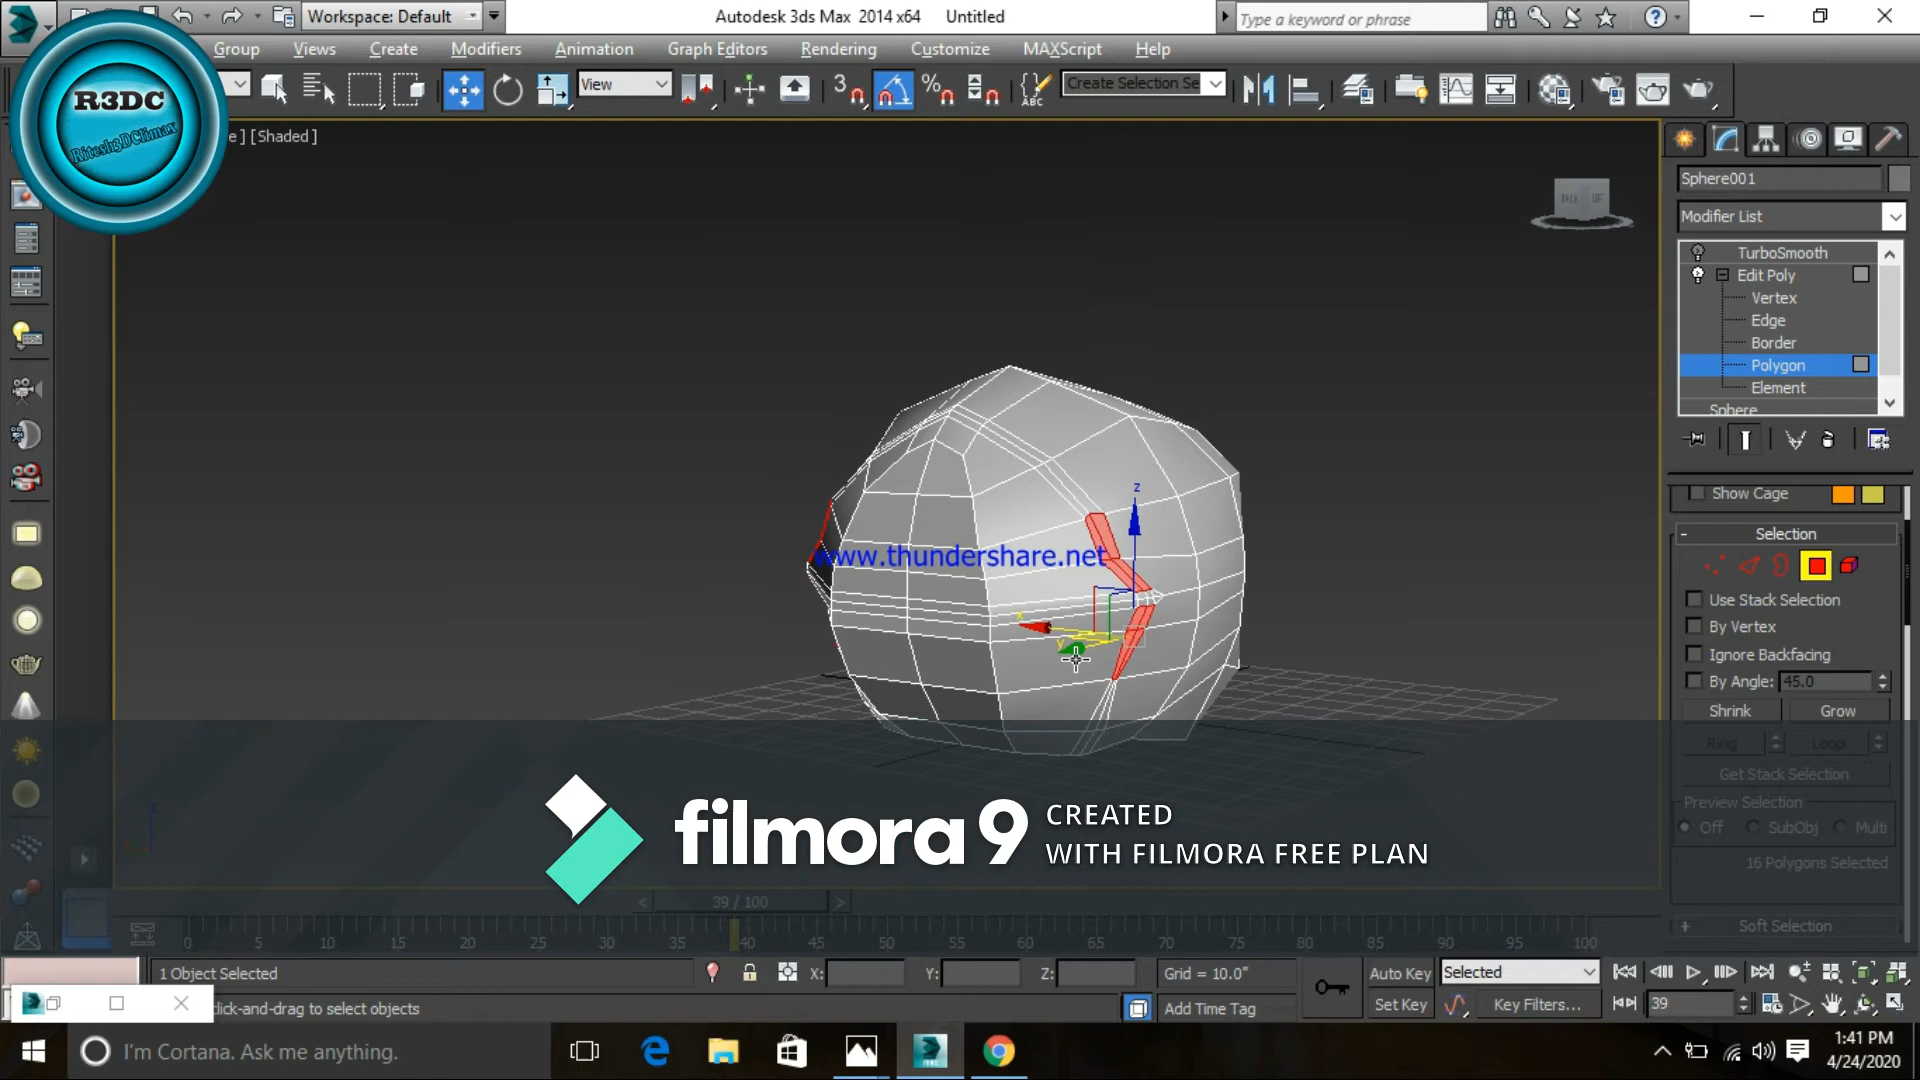 Workspace: Default
Autodesk 3ds Max 2014 x64 Untitled
Type a keyword or phrase
Group Views Create Modifiers Animation Graph Editors Rendering Customize MAXScript Help
View
3
%
ABC
Create Selection Se
R3DC
Ritesh3DClimax
e ] [Shaded ]
BACK
Sphere001
Modifier List
TurboSmooth
Edit Poly
Vertex
Edge
Border
Polygon
Element
Sphere
Show Cage
- Selection
Use Stack Selection
By Vertex
Ignore Backfacing
By Angle: 45.0
Shrink Grow
Ring Loop
Get Stack Selection
Preview Selection
Off SubObj Multi
16 Polygons Selected
+ Soft Selection
z
x
y
www.thundershare.net
filmora 9 CREATED
WITH FILMORA FREE PLAN
< 39 / 100 >
0 5 10 15 20 25 30 35 40 45 50 55 60 65 70 75 80 85 90 95 100
1 Object Selected X: Y: Z: Grid = 10.0" Auto Key Selected
click-and-drag to select objects Add Time Tag Set Key Key Filters... 39
I'm Cortana. Ask me anything.
1:41 PM
4/24/2020